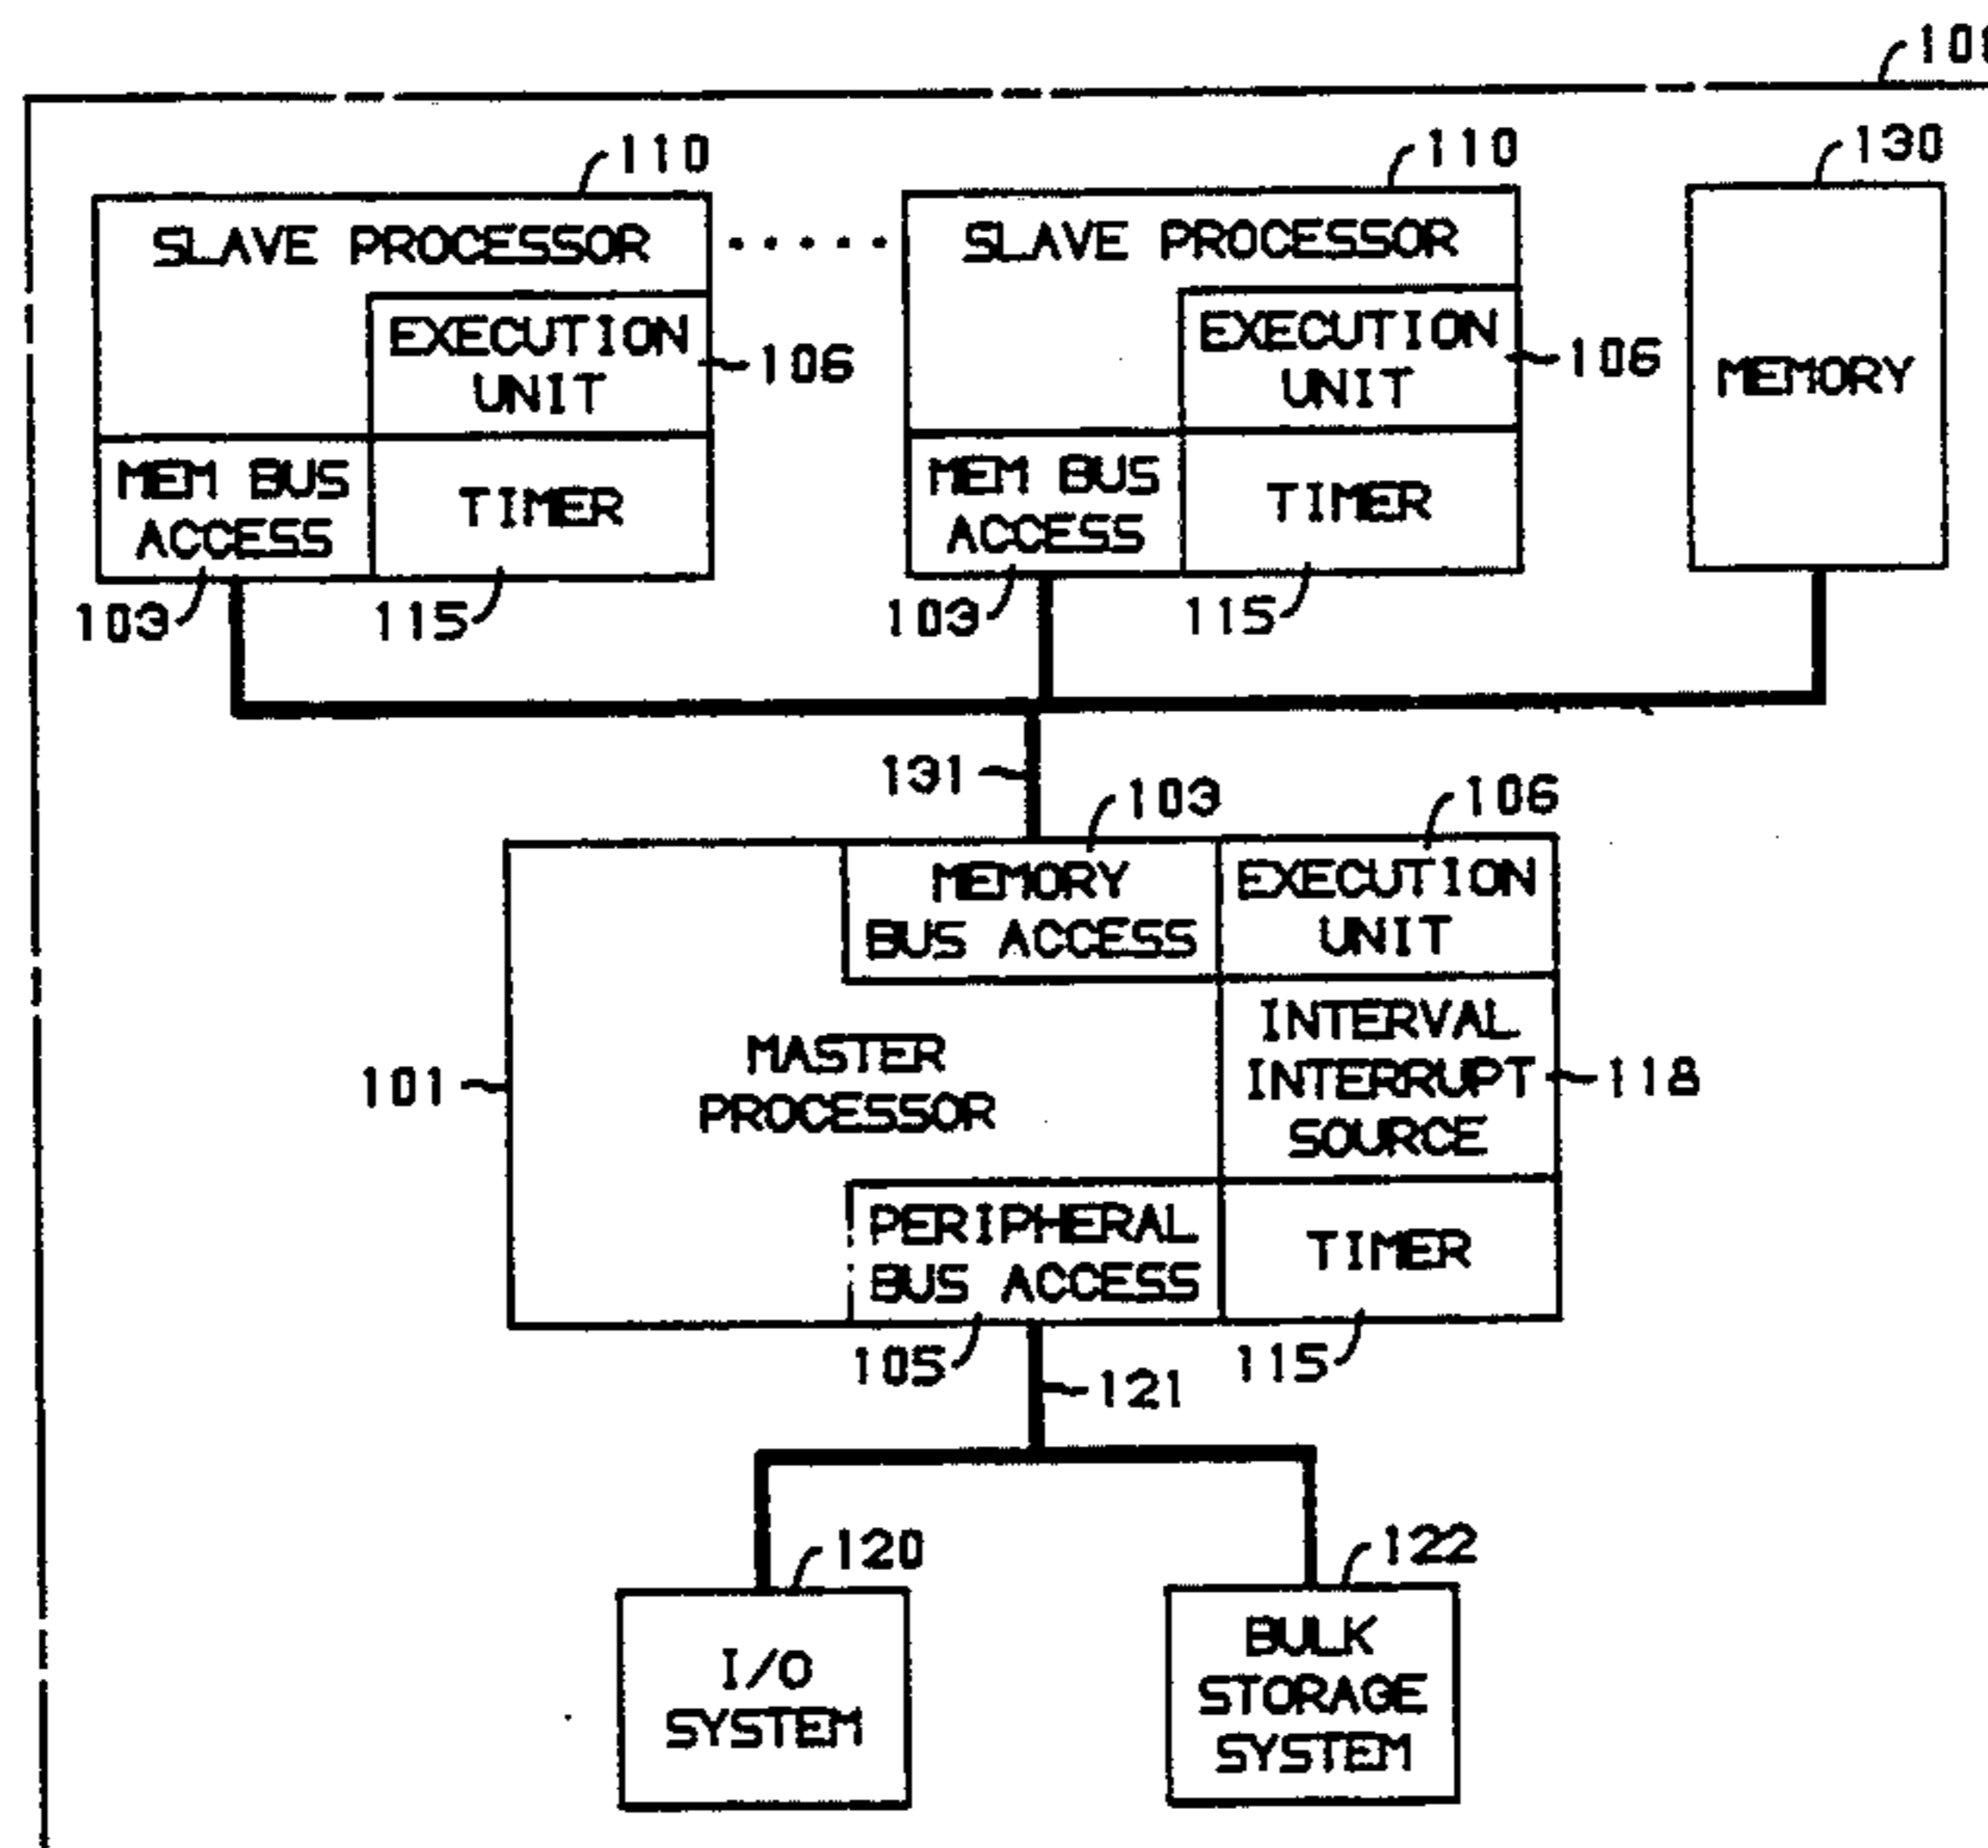 110
110
130
SLAVE PROCESSOR
SLAVE PROCESSOR
EXECUTION
UNIT
106
EXECUTION
UNIT
106
MEMORY
MEM BUS
ACCESS
TIMER
MEM BUS
ACCESS
TIMER
103
115
103
115
131
103
106
MEMORY
BUS ACCESS
EXECUTION
UNIT
101
MASTER
PROCESSOR
INTERVAL
INTERRUPT
SOURCE
118
PERIPHERAL
BUS ACCESS
TIMER
105
121
115
120
122
I/O
SYSTEM
BULK
STORAGE
SYSTEM